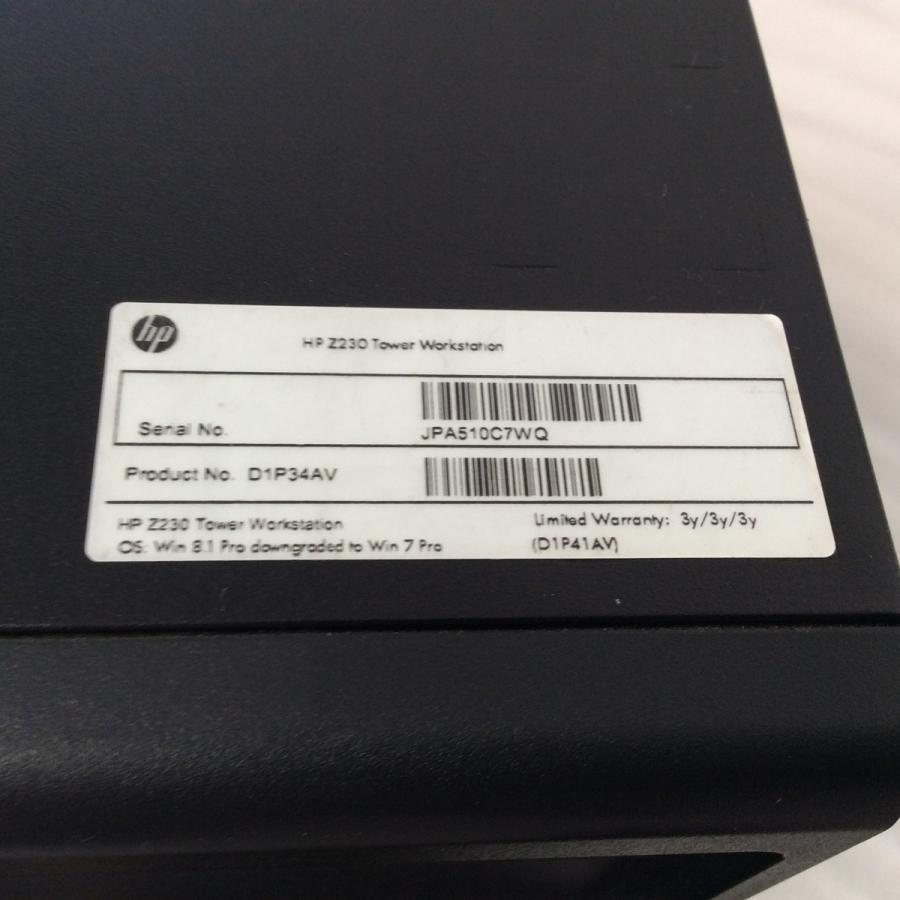 hp
HP Z230 Tower Workstation
Serial No.
JPA510C7WQ
Product No. D1P34AV
HP Z230 Tower Workstation
Limited Warranty: 3y/3y/3y
OS: Win 8.1 Pro downgraded to Win 7 Pro
(D1P41AV)